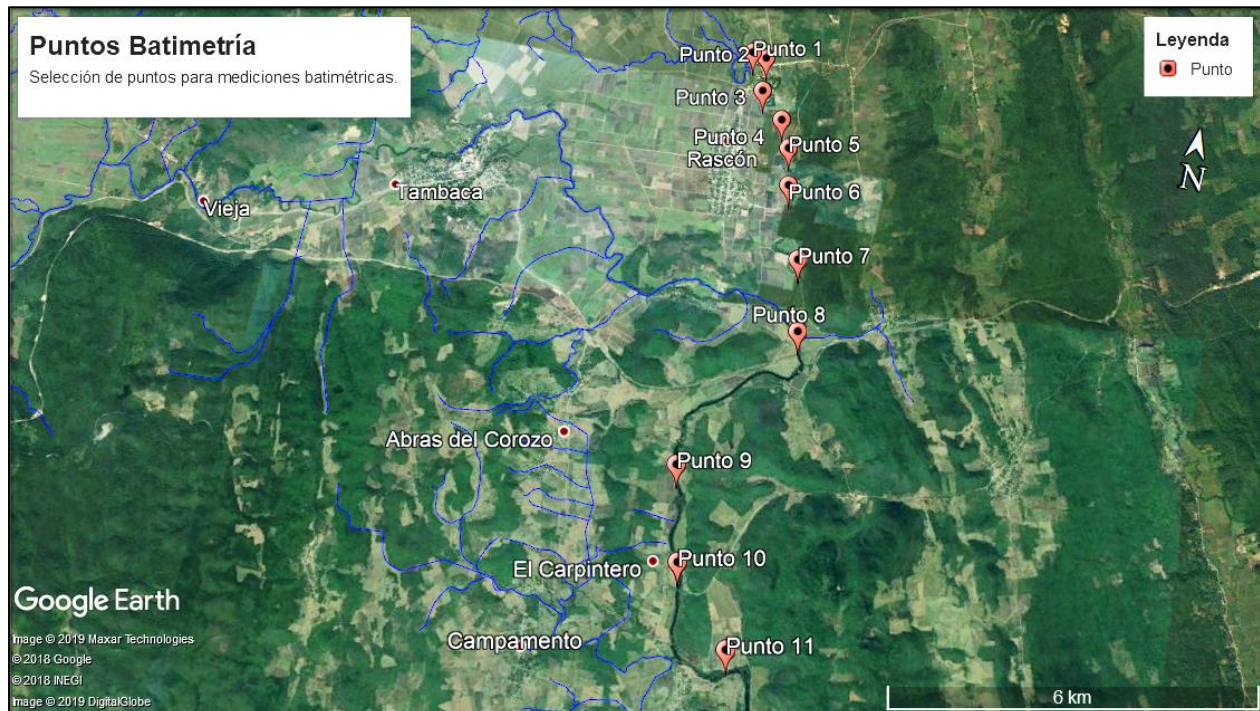 Puntos Batimetría
Selección de puntos para mediciones batimétricas.
Leyenda
Punto
Punto 2
Punto 1
Punto 3
Punto 4
Rascón
Punto 5
Punto 6
N
Tambaca
Vieja
Punto 7
Punto 8
Abras del Corozo
Punto 9
El Carpintero
Punto 10
Campamento
Punto 11
Google Earth
Image © 2019 Maxar Technologies
© 2018 Google
© 2018 INEGI
Image © 2019 DigitalGlobe
6 km